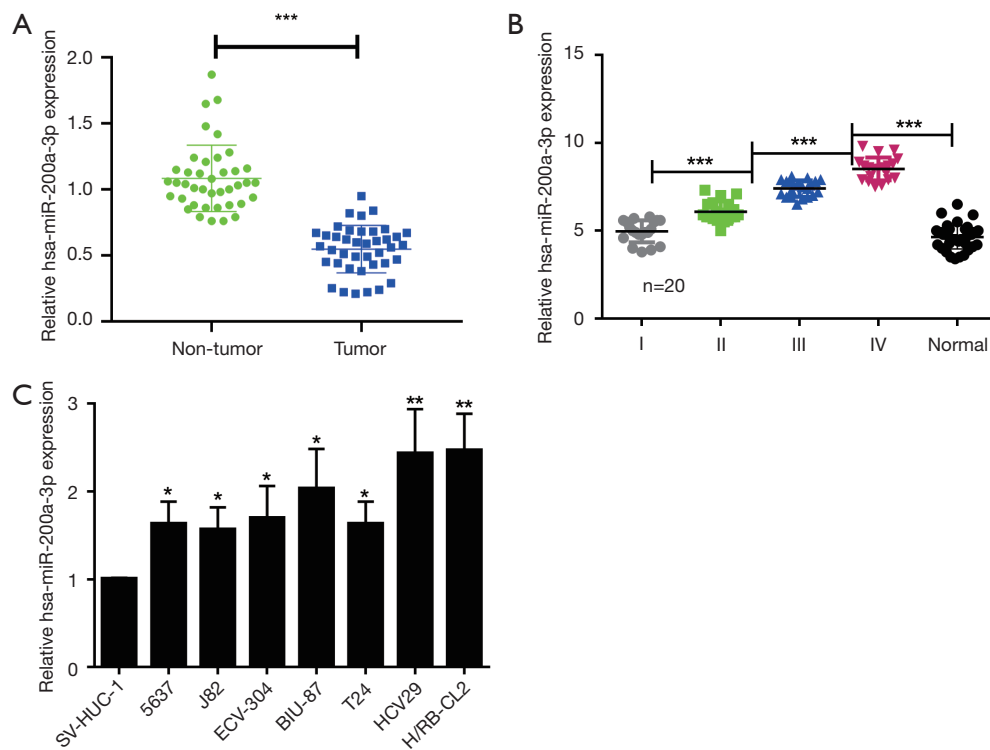 A
***
Relative hsa-miR-200a-3p expression
2.0
1.5
1.0
0.5
0.0
Non-tumor Tumor
B
Relative hsa-miR-200a-3p expression
15
10
5
0
*** *** ***
n=20
I II III IV Normal
C
Relative hsa-miR-200a-3p expression
3
2
1
0
* * * * * ** **
SV-HUC-1 5637 J82 ECV-304 BIU-87 T24 HCV29 H/RB-CL2